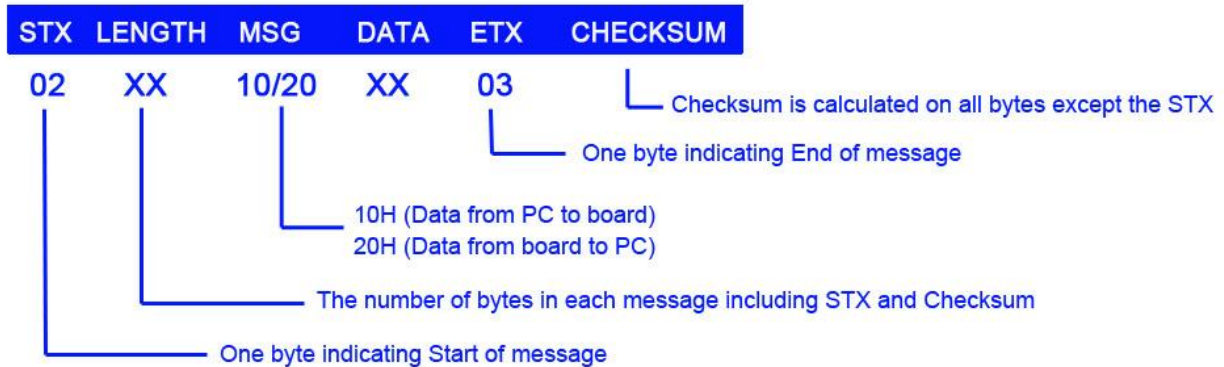 STX LENGTH MSG DATA ETX CHECKSUM
02 XX 10/20 XX 03
Checksum is calculated on all bytes except the STX
One byte indicating End of message
10H (Data from PC to board)
20H (Data from board to PC)
The number of bytes in each message including STX and Checksum
One byte indicating Start of message